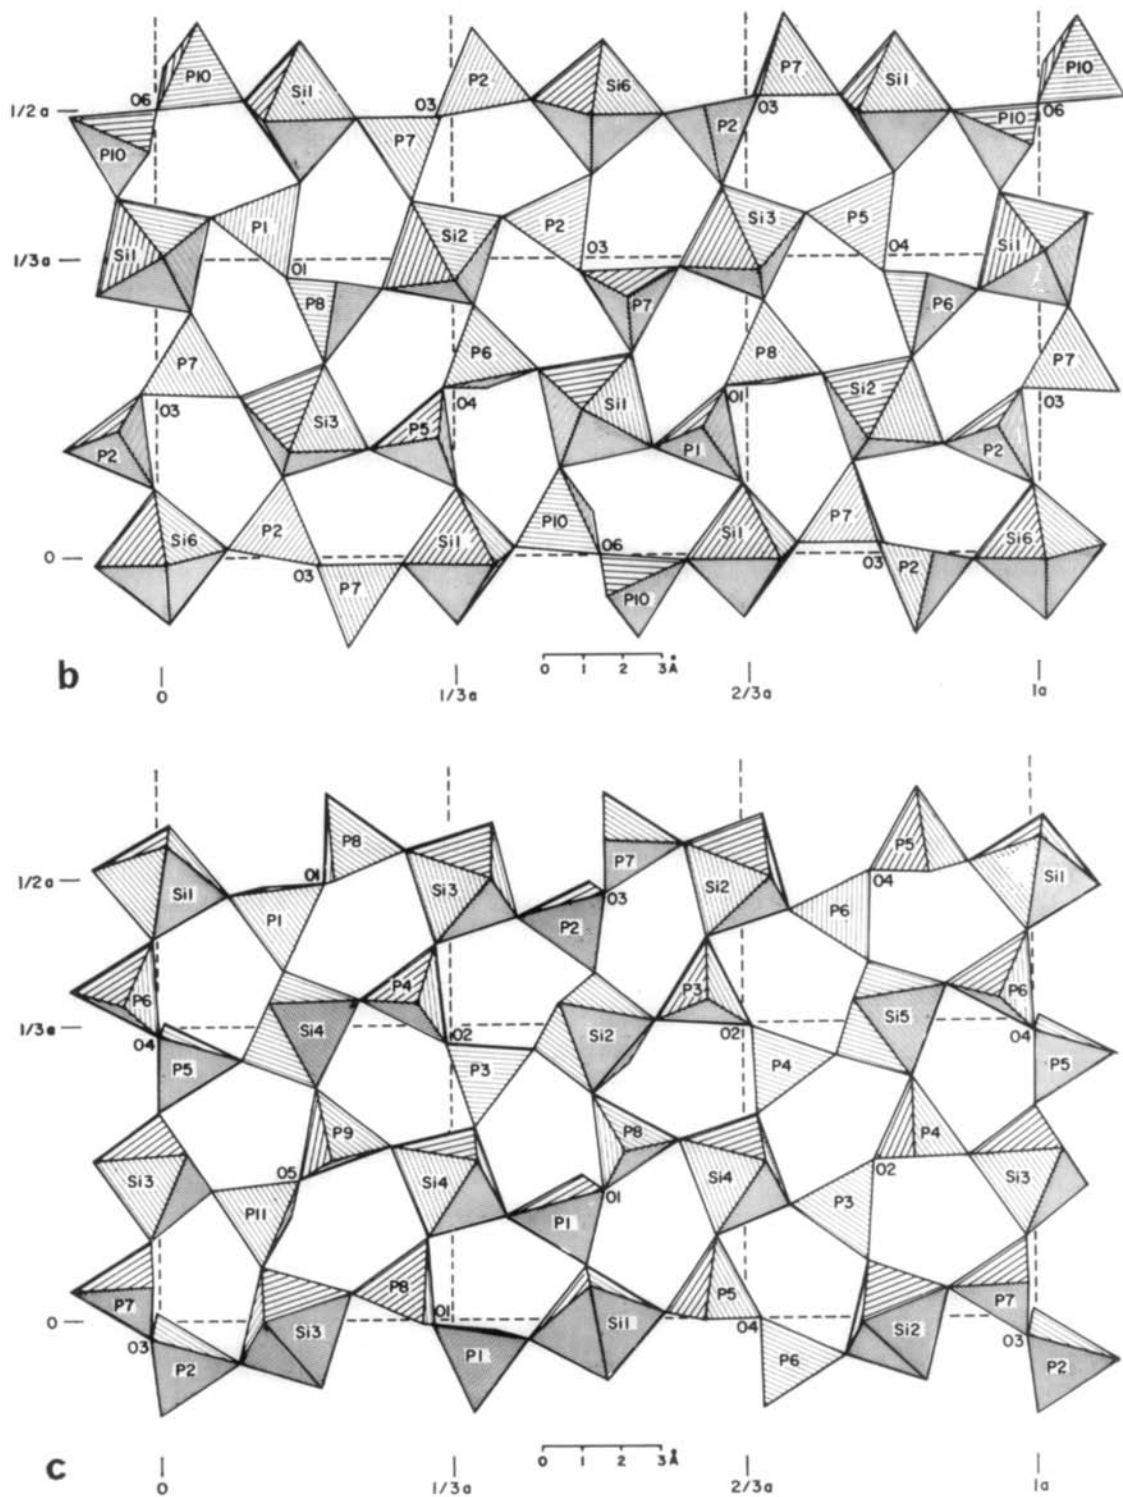 P10 Si1 P2 Si6 P7 Si1 P10
O6 O3 O3 O6
1/2 a
P10 P7 P2 P10
P1 Si2 P2 Si3 P5
Si1 Si1
1/3 a O1 O3 O4
P8 P7 P6
P7 P6 P8 P7
O3 O4 O1 Si2 O3
Si3 Si1
P2 P5 P1 P2
Si6 P2 Si1 P10 Si1 P7 Si6
0 O3 O6 O3
P7 P10 P2
b 0 1 2 3Å
0 1/3 a 2/3 a 1a
P8 P5
P7
1/2 a Si1 O1 Si3 O3 Si2 O4 Si1
P1 P2 P6
P6 P4 P3 P6
1/3 a O4 Si4 O2 Si2 O2 Si5 O4
P5 P3 P4 P5
P9 P8 P4
Si3 O5 Si4 O1 Si4 O2 Si3
P11 P1 P3
P7 P8 P5 P7
0 O3 Si3 O1 Si1 O4 Si2 O3
P2 P1 P6 P2
c 0 1 2 3Å
0 1/3 a 2/3 a 1a